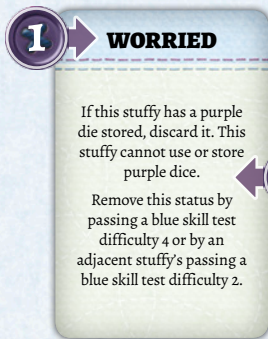 1
WORRIED
If this stuffy has a purple
die stored, discard it. This
stuffy cannot use or store
purple dice.
Remove this status by
passing a blue skill test
difficulty 4 or by an
adjacent stuffy's passing a
blue skill test difficulty 2.